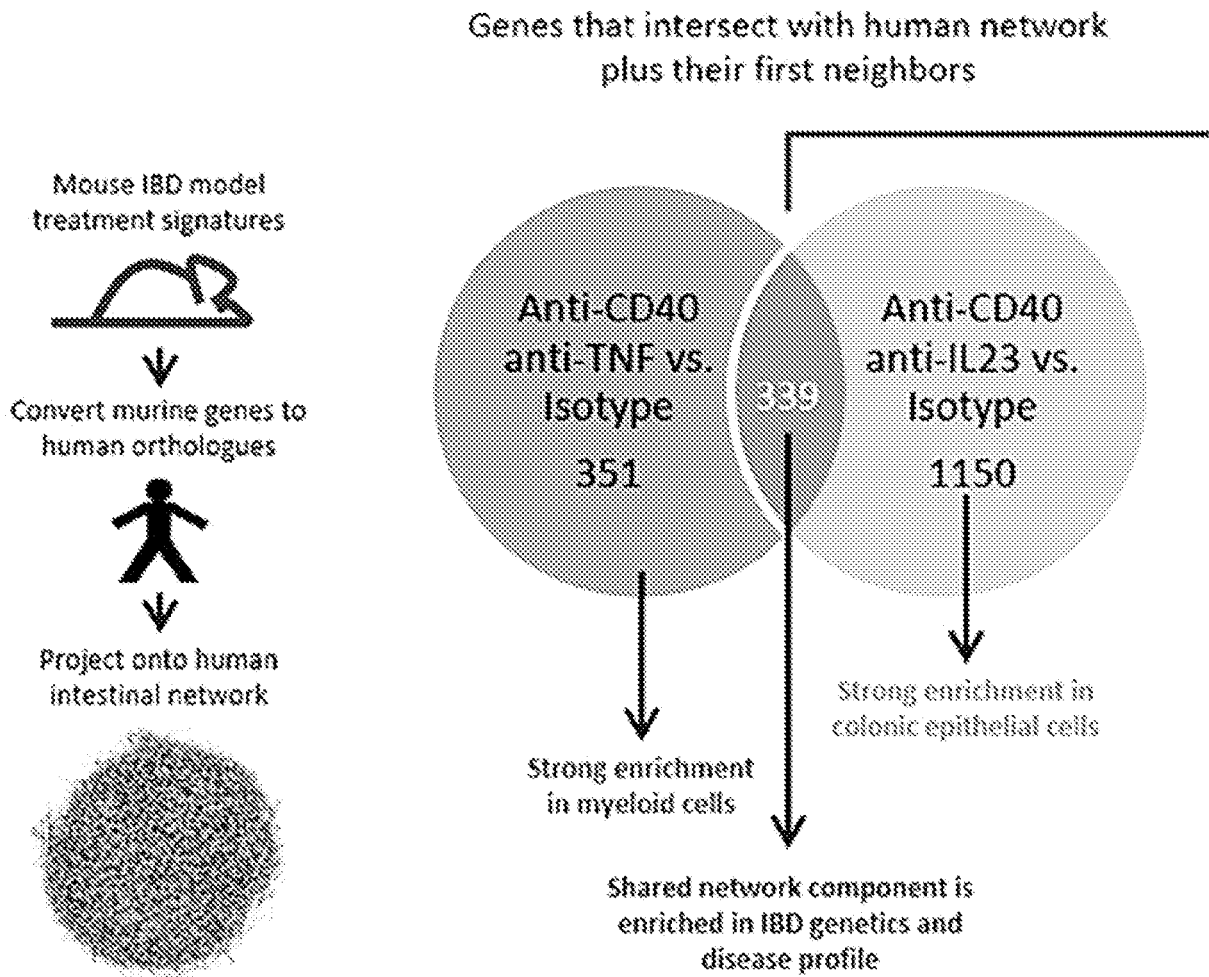 Genes that intersect with human network
plus their first neighbors
Mouse IBD model
treatment signatures
Convert murine genes to
human orthologues
Project onto human
intestinal network
Anti-CD40
anti-TNF vs.
Isotype
351
339
Anti-CD40
anti-IL23 vs.
Isotype
1150
Strong enrichment
in myeloid cells
Strong enrichment in
colonic epithelial cells
Shared network component is
enriched in IBD genetics and
disease profile